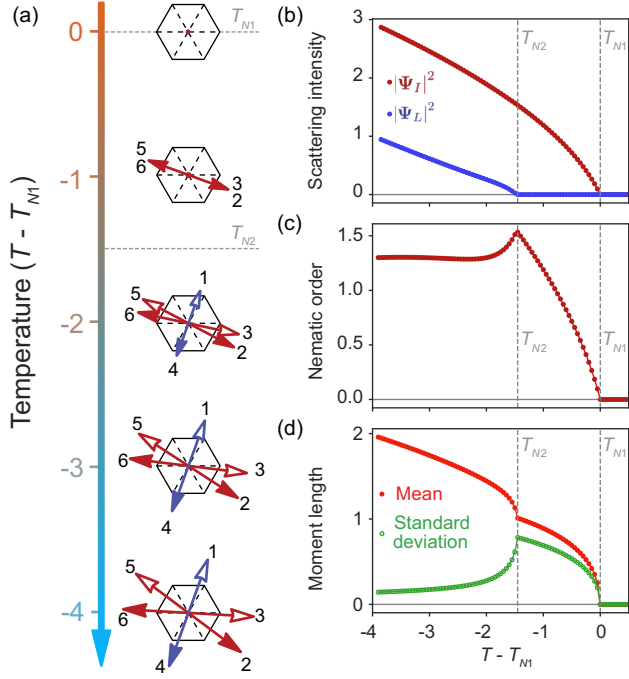 (a)
Temperature (T - T_N1)
0
-1
-2
-3
-4
T_N1
T_N2
5
6
3
2
1
5
6
3
2
4
1
5
6
3
2
4
1
5
6
3
2
4
(b)
Scattering intensity
3
2
1
0
T_N2
T_N1
|Ψ_I|²
|Ψ_L|²
(c)
Nematic order
1.5
1.0
0.5
0.0
T_N2
T_N1
(d)
Moment length
2
1
0
T_N2
T_N1
Mean
Standard
deviation
-4
-3
-2
-1
0
T - T_N1